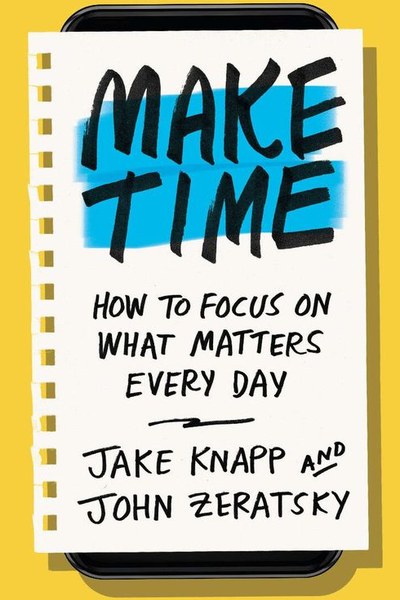 MAKE
TIME
HOW TO FOCUS ON
WHAT MATTERS
EVERY DAY
JAKE KNAPP AND
JOHN ZERATSKY